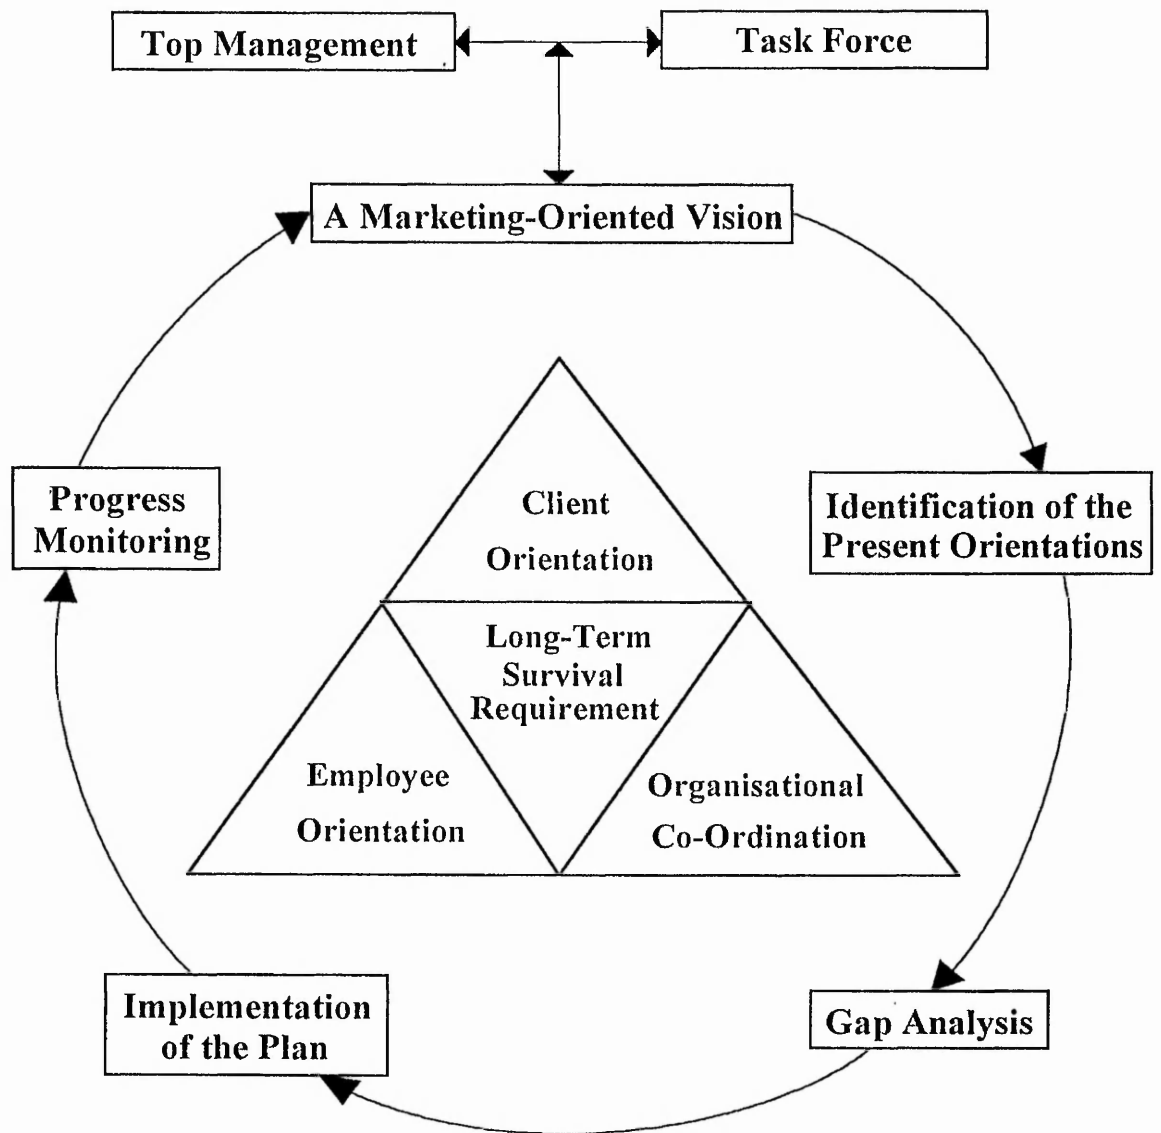 Top Management
Task Force
A Marketing-Oriented Vision
Progress
Monitoring
Identification of the
Present Orientations
Client
Orientation
Long-Term
Survival
Requirement
Employee
Orientation
Organisational
Co-Ordination
Implementation
of the Plan
Gap Analysis